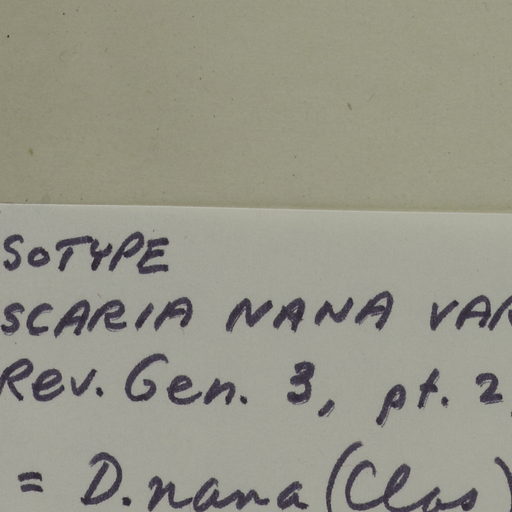 SOTYPE
SCARIA NANA VAR
Rev. Gen. 3, pt. 2,
= D. nana (Clos)